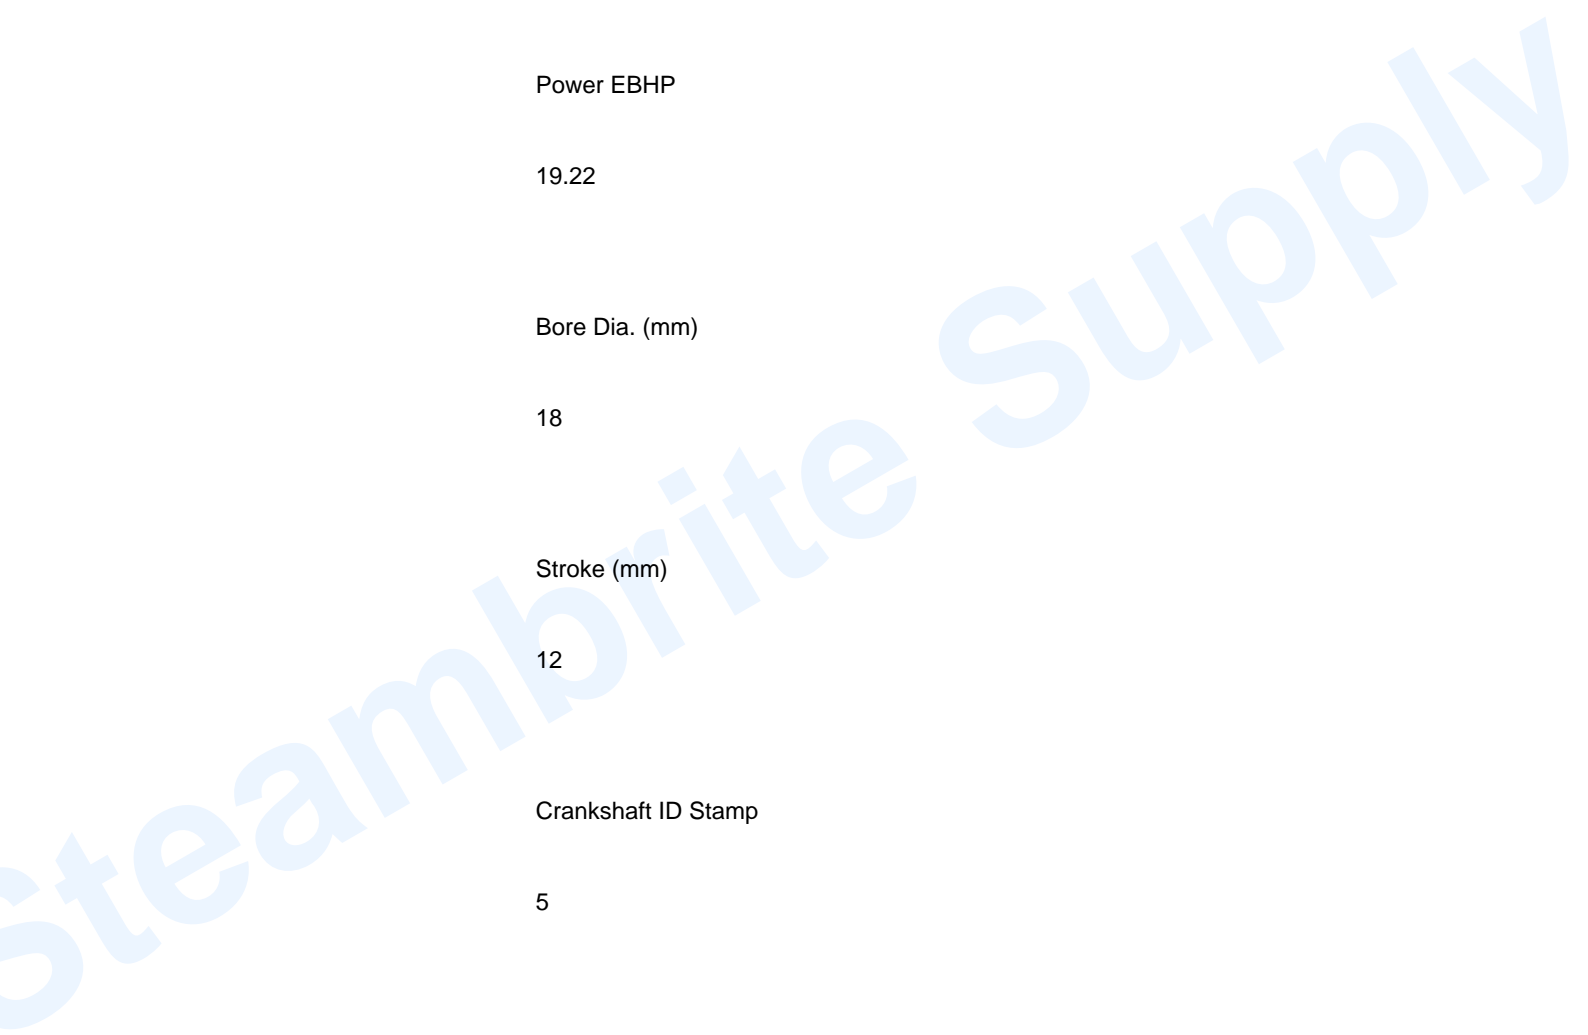 Power EBHP
19.22
Bore Dia. (mm)
18
Stroke (mm)
12
Crankshaft ID Stamp
5
Steambrite Supply